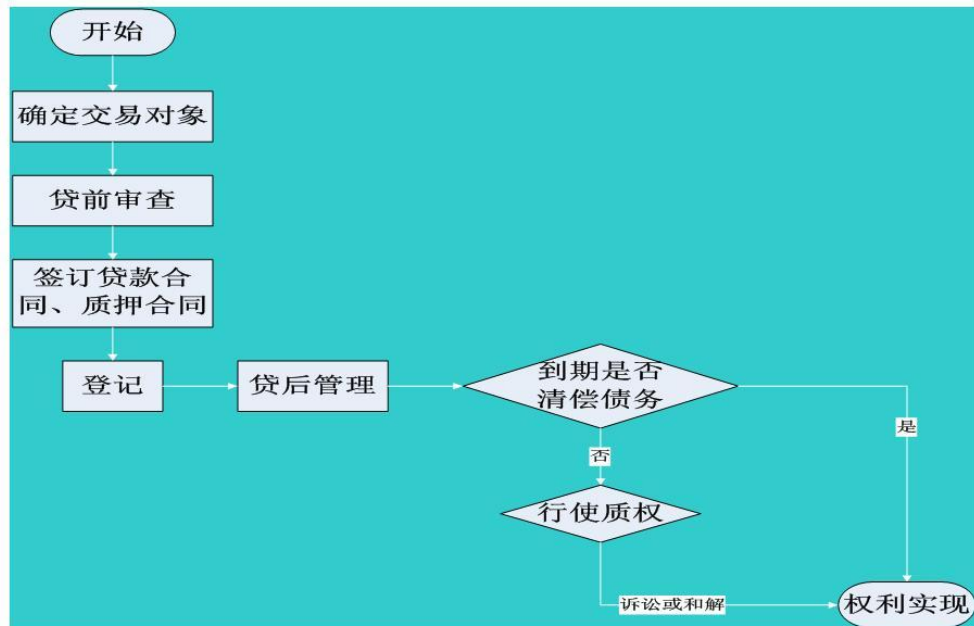 开始
确定交易对象
贷前审查
签订贷款合
同、质押合同
登记
贷后管理
到期是否
清偿债务
是
否
行使质权
诉讼或和解
权利实现